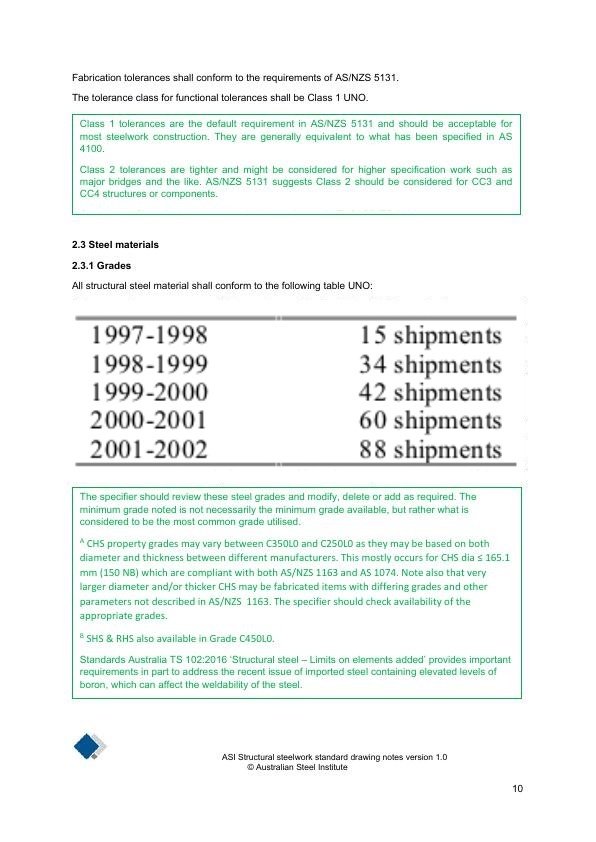 Fabrication tolerances shall conform to the requirements of AS/NZS 5131.
The tolerance class for functional tolerances shall be Class 1 UNO.
Class 1 tolerances are the default requirement in AS/NZS 5131 and should be acceptable for
most steelwork construction. They are generally equivalent to what has been specified in AS
4100.
Class 2 tolerances are tighter and might be considered for higher specification work such as
major bridges and the like. AS/NZS 5131 suggests Class 2 should be considered for CC3 and
CC4 structures or components.
2.3 Steel materials
2.3.1 Grades
All structural steel material shall conform to the following table UNO:
1997-1998 15 shipments
1998-1999 34 shipments
1999-2000 42 shipments
2000-2001 60 shipments
2001-2002 88 shipments
The specifier should review these steel grades and modify, delete or add as required. The
minimum grade noted is not necessarily the minimum grade available, but rather what is
considered to be the most common grade utilised.
A CHS property grades may vary between C350L0 and C250L0 as they may be based on both
diameter and thickness between different manufacturers. This mostly occurs for CHS dia ≤ 165.1
mm (150 NB) which are compliant with both AS/NZS 1163 and AS 1074. Note also that very
larger diameter and/or thicker CHS may be fabricated items with differing grades and other
parameters not described in AS/NZS 1163. The specifier should check availability of the
appropriate grades.
B SHS & RHS also available in Grade C450L0.
Standards Australia TS 102:2016 'Structural steel – Limits on elements added' provides important
requirements in part to address the recent issue of imported steel containing elevated levels of
boron, which can affect the weldability of the steel.
ASI Structural steelwork standard drawing notes version 1.0
© Australian Steel Institute
10